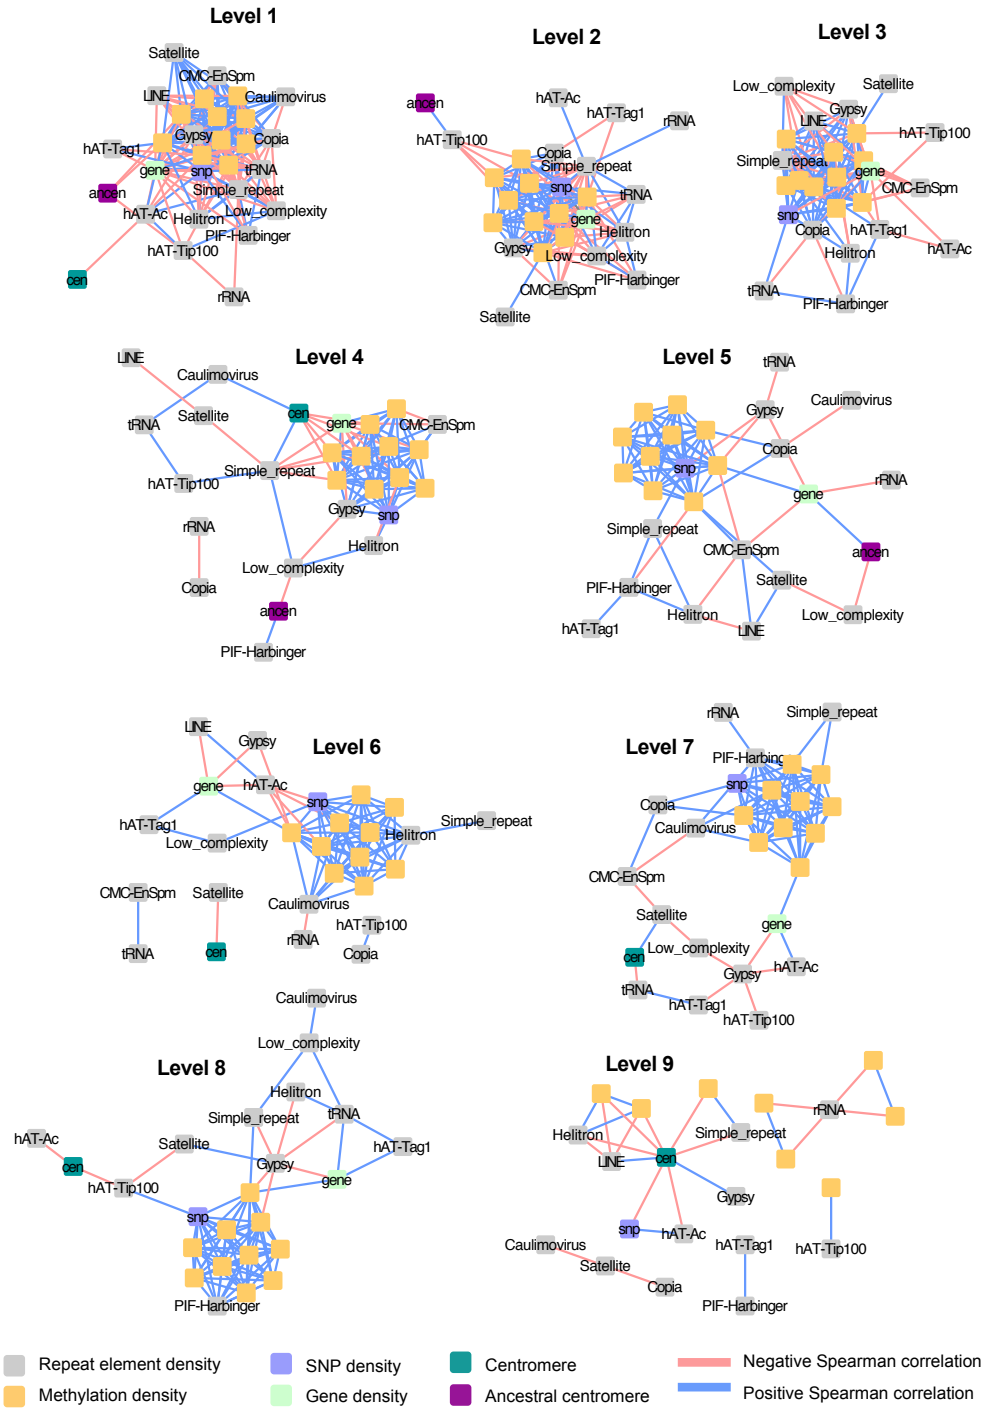 Level 1
Satellite
CMC-EnSpm
LINE
Caulimovirus
Gypsy
Copia
hAT-Tag1
gene
snp
tRNA
ancen
Simple_repeat
hAT-Ac
Helitron
Low_complexity
PIF-Harbinger
hAT-Tip100
cen
rRNA
Level 2
ancen
hAT-Ac
hAT-Tag1
rRNA
hAT-Tip100
Copia
Simple_repeat
snp
tRNA
gene
Helitron
Gypsy
Low_complexity
PIF-Harbinger
CMC-EnSpm
Satellite
Level 3
Low_complexity
Satellite
Gypsy
LINE
hAT-Tip100
Simple_repeat
gene
CMC-EnSpm
snp
Copia
hAT-Tag1
Helitron
hAT-Ac
tRNA
PIF-Harbinger
Level 4
LINE
Caulimovirus
Satellite
cen
gene
CMC-EnSpm
tRNA
Simple_repeat
hAT-Tip100
Gypsy
snp
rRNA
Helitron
Low_complexity
Copia
ancen
PIF-Harbinger
Level 5
tRNA
Caulimovirus
Gypsy
Copia
snp
rRNA
gene
Simple_repeat
CMC-EnSpm
ancen
PIF-Harbinger
Satellite
Helitron
Low_complexity
hAT-Tag1
LINE
Level 6
LINE
Gypsy
gene
hAT-Ac
snp
hAT-Tag1
Low_complexity
Helitron
Simple_repeat
CMC-EnSpm
Satellite
Caulimovirus
hAT-Tip100
rRNA
tRNA
cen
Copia
Level 7
rRNA
Simple_repeat
PIF-Harbinger
snp
Copia
Caulimovirus
CMC-EnSpm
Satellite
gene
Low_complexity
cen
Gypsy
hAT-Ac
tRNA
hAT-Tag1
hAT-Tip100
Level 8
Caulimovirus
Low_complexity
Helitron
Simple_repeat
tRNA
hAT-Ac
Satellite
hAT-Tag1
cen
Gypsy
hAT-Tip100
gene
snp
PIF-Harbinger
Level 9
rRNA
Helitron
Simple_repeat
LINE
cen
Gypsy
snp
hAT-Ac
Caulimovirus
hAT-Tag1
hAT-Tip100
Satellite
Copia
PIF-Harbinger
Repeat element density
SNP density
Centromere
Negative Spearman correlation
Methylation density
Gene density
Ancestral centromere
Positive Spearman correlation